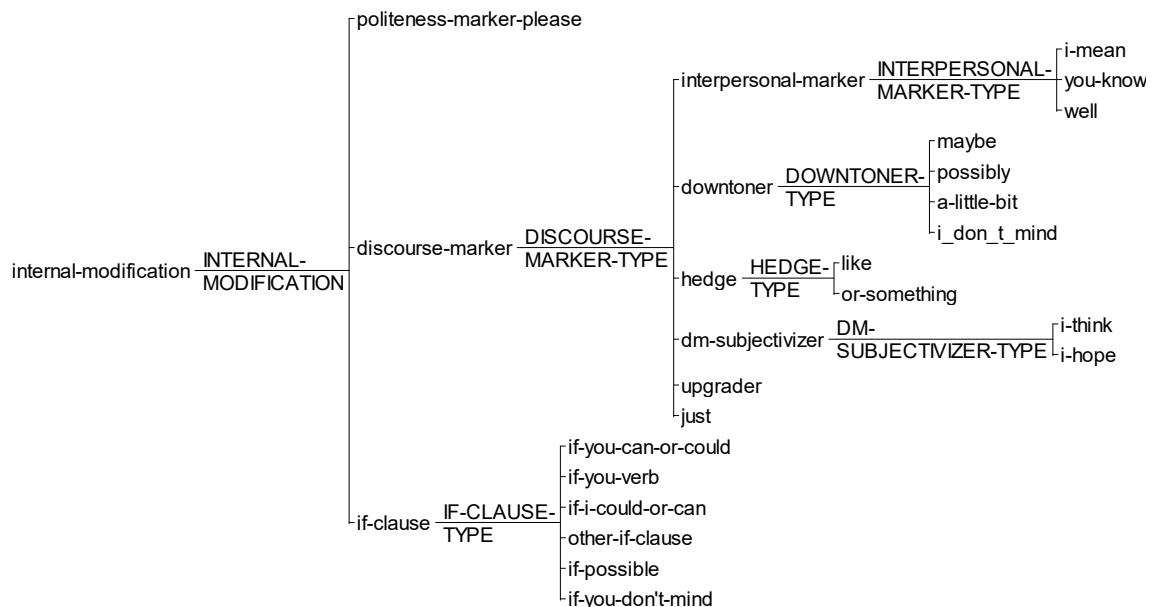 politeness-marker-please
i-mean
interpersonal-marker INTERPERSONAL-
MARKER-TYPE
you-know
well
maybe
possibly
downtoner DOWNTONER-
TYPE
a-little-bit
i_don_t_mind
discourse-marker DISCOURSE-
MARKER-TYPE
internal-modification INTERNAL-
MODIFICATION
like
hedge HEDGE-
TYPE
or-something
i-think
dm-subjectivizer DM-
SUBJECTIVIZER-TYPE
i-hope
upgrader
just
if-you-can-or-could
if-you-verb
if-i-could-or-can
if-clause IF-CLAUSE-
TYPE
other-if-clause
if-possible
if-you-don't-mind